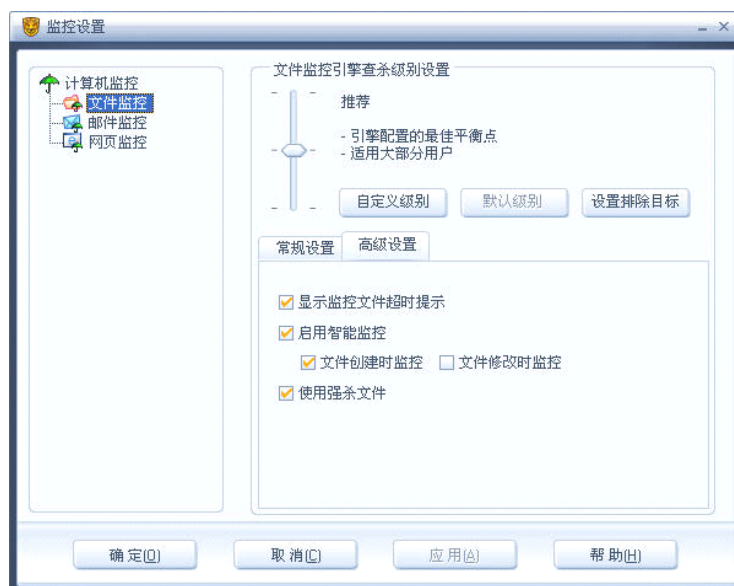 监控设置
计算机监控
文件监控
邮件监控
网页监控
文件监控引擎查杀级别设置
推荐
- 引擎配置的最佳平衡点
- 适用大部分用户
自定义级别 默认级别 设置排除目标
常规设置 高级设置
显示监控文件超时提示
启用智能监控
文件创建时监控 文件修改时监控
使用强杀文件
确 定(O) 取 消(C) 应 用(A) 帮 助(H)